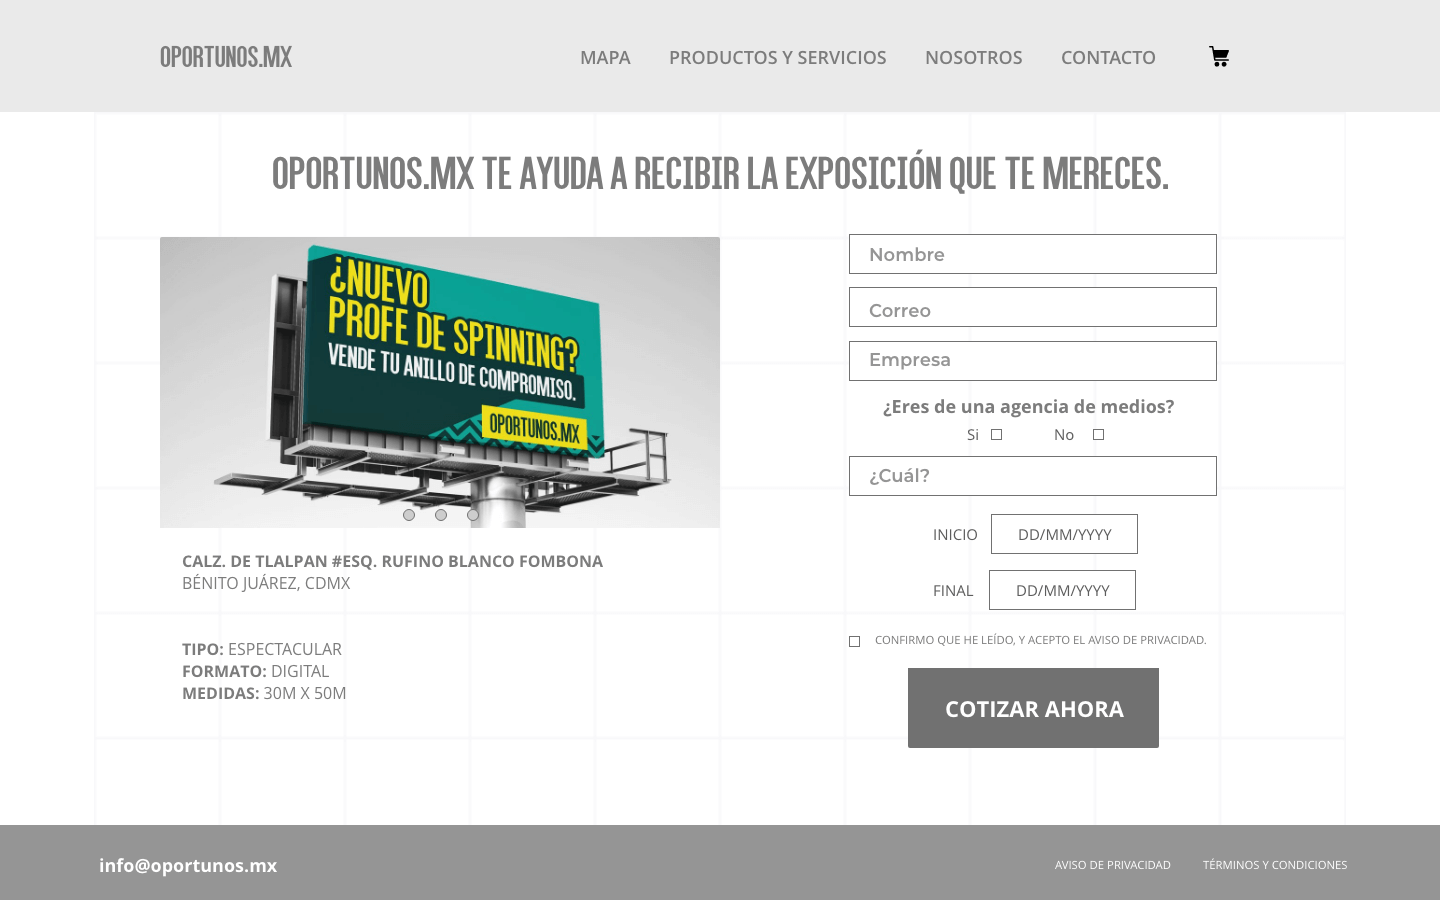 OPORTUNOS.MX
MAPA
PRODUCTOS Y SERVICIOS
NOSOTROS
CONTACTO
OPORTUNOS.MX TE AYUDA A RECIBIR LA EXPOSICIÓN QUE TE MERECES.
¿NUEVO
PROFE DE SPINNING?
VENDE TU ANILLO DE COMPROMISO.
OPORTUNOS.MX
CALZ. DE TLALPAN #ESQ. RUFINO BLANCO FOMBONA
BÉNITO JUÁREZ, CDMX
TIPO: ESPECTACULAR
FORMATO: DIGITAL
MEDIDAS: 30M X 50M
Nombre
Correo
Empresa
¿Eres de una agencia de medios?
Si
No
¿Cuál?
INICIO DD/MM/YYYY
FINAL DD/MM/YYYY
CONFIRMO QUE HE LEÍDO, Y ACEPTO EL AVISO DE PRIVACIDAD.
COTIZAR AHORA
info@oportunos.mx
AVISO DE PRIVACIDAD
TÉRMINOS Y CONDICIONES